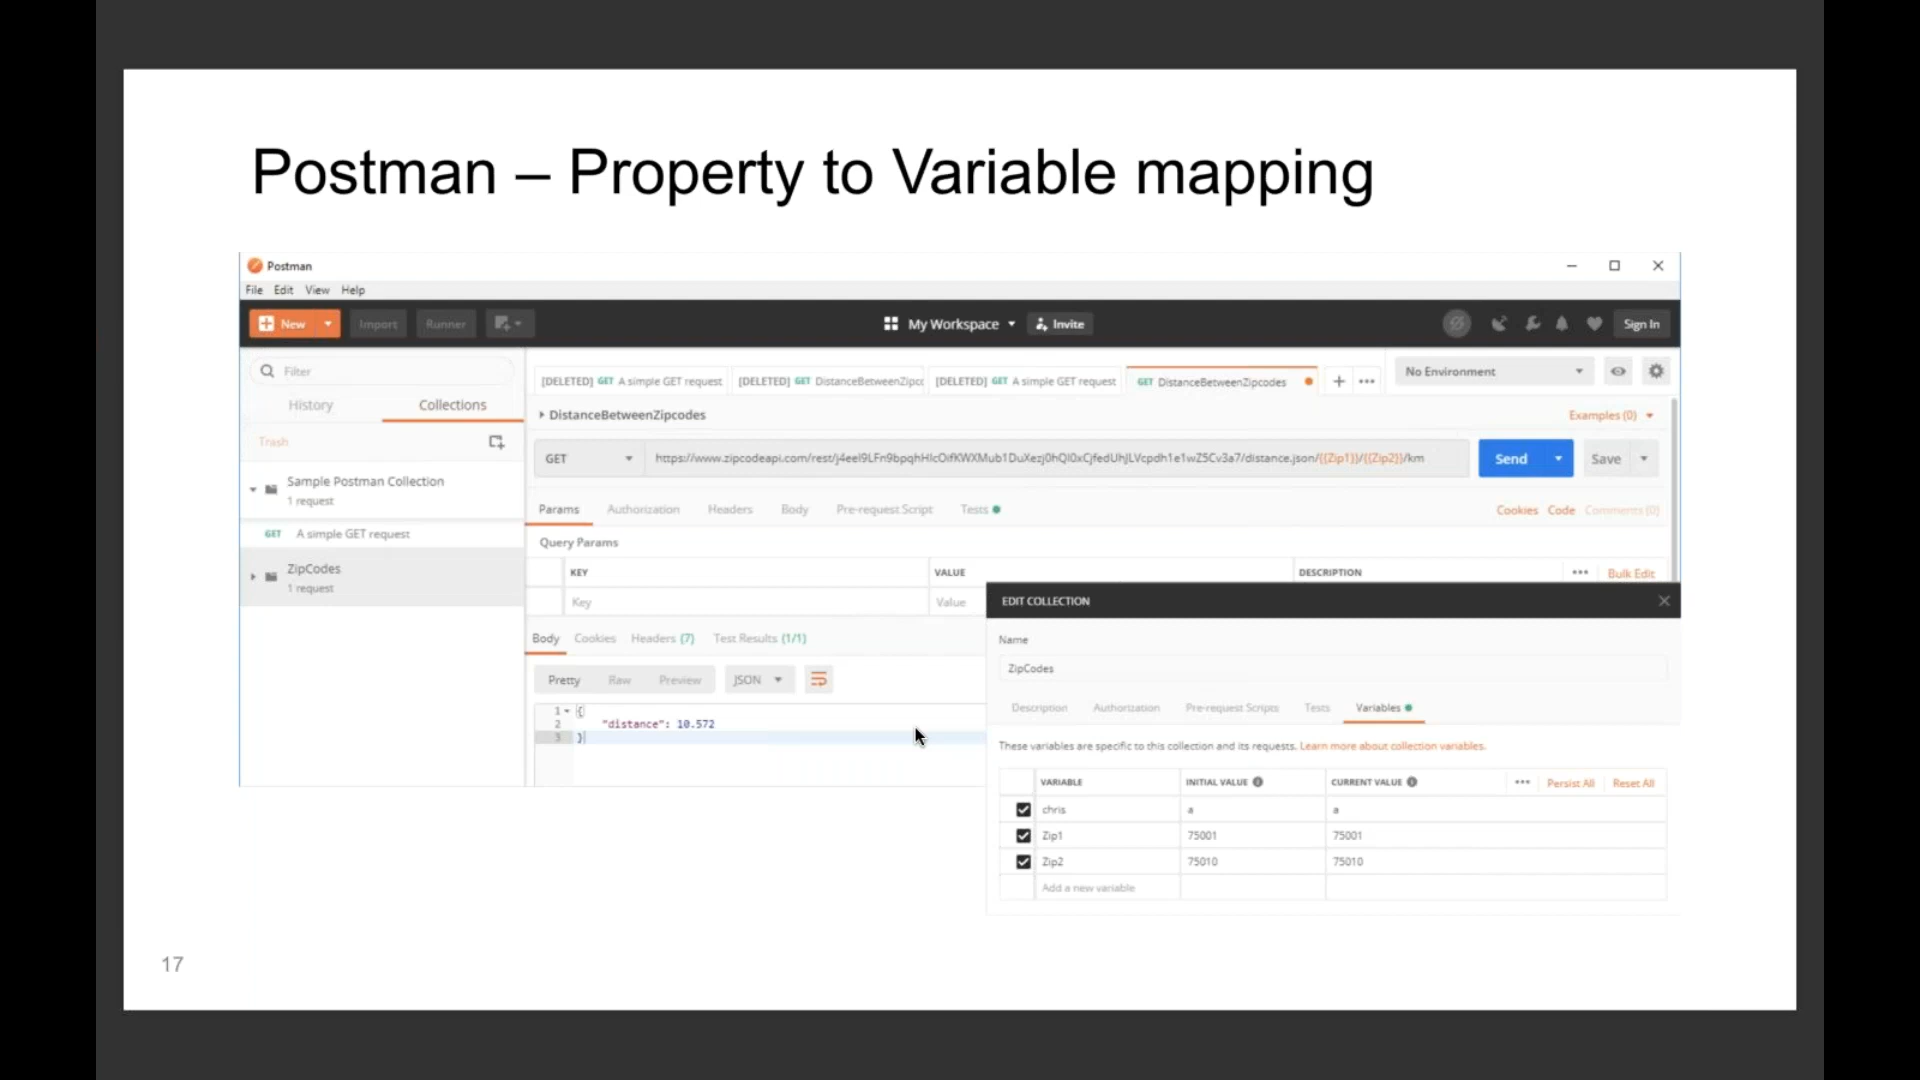 Postman – Property to Variable mapping
Postman
File Edit View Help
New Import Runner My Workspace Invite Sign In
Filter
History Collections
Trash
Sample Postman Collection
1 request
GET A simple GET request
ZipCodes
1 request
[DELETED] GET A simple GET request [DELETED] GET DistanceBetweenZipcc [DELETED] GET A simple GET request GET DistanceBetweenZipcodes + ••• No Environment
DistanceBetweenZipcodes Examples (0)
GET Send Save
Params Authorization Headers Body Pre-request Script Tests Cookies Code Comments (0)
Query Params
KEY VALUE DESCRIPTION ••• Bulk Edit
Key Value
Body Cookies Headers (7) Test Results (1/1)
Pretty Raw Preview JSON
1 {
2 "distance": 10.572
3 }
EDIT COLLECTION
Name
ZipCodes
Description Authorization Pre-request Scripts Tests Variables
These variables are specific to this collection and its requests. Learn more about collection variables.
VARIABLE INITIAL VALUE CURRENT VALUE ••• Persist All Reset All
chris a a
Zip1 75001 75001
Zip2 75010 75010
Add a new variable
17